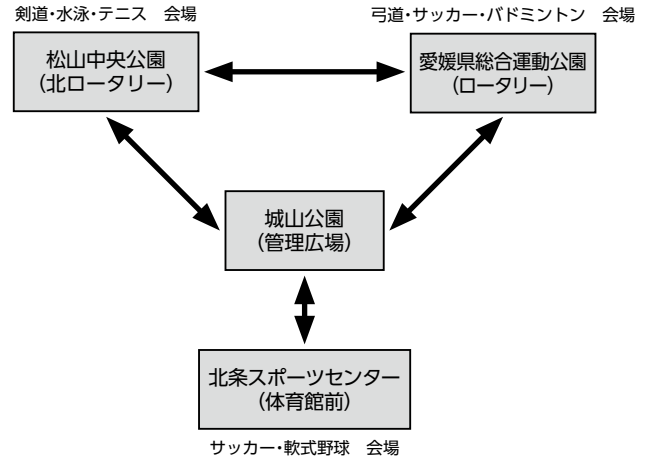 剣道・水泳・テニス　会場
弓道・サッカー・バドミントン　会場
松山中央公園
（北ロータリー）
愛媛県総合運動公園
（ロータリー）
城山公園
（管理広場）
北条スポーツセンター
（体育館前）
サッカー・軟式野球　会場